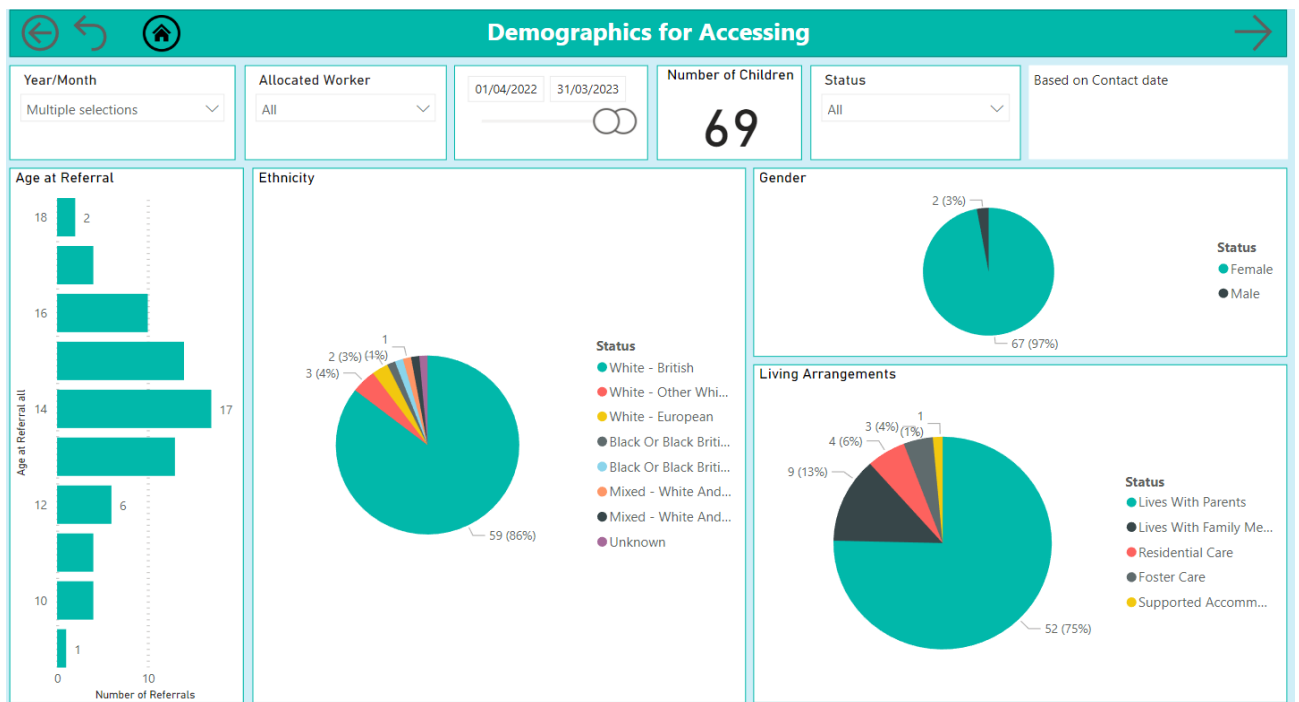 Demographics for Accessing
Year/Month
Multiple selections
Allocated Worker
All
01/04/2022
31/03/2023
Number of Children
69
Status
All
Based on Contact date
Age at Referral
Age at Referral all
18
2
16
14
17
12
6
10
1
0
10
Number of Referrals
Ethnicity
1
(1%)
2 (3%)
3 (4%)
59 (86%)
Status
White - British
White - Other Whi...
White - European
Black Or Black Briti...
Black Or Black Briti...
Mixed - White And...
Mixed - White And...
Unknown
Gender
2 (3%)
67 (97%)
Status
Female
Male
Living Arrangements
1
(1%)
3 (4%)
4 (6%)
9 (13%)
52 (75%)
Status
Lives With Parents
Lives With Family Me...
Residential Care
Foster Care
Supported Accomm...